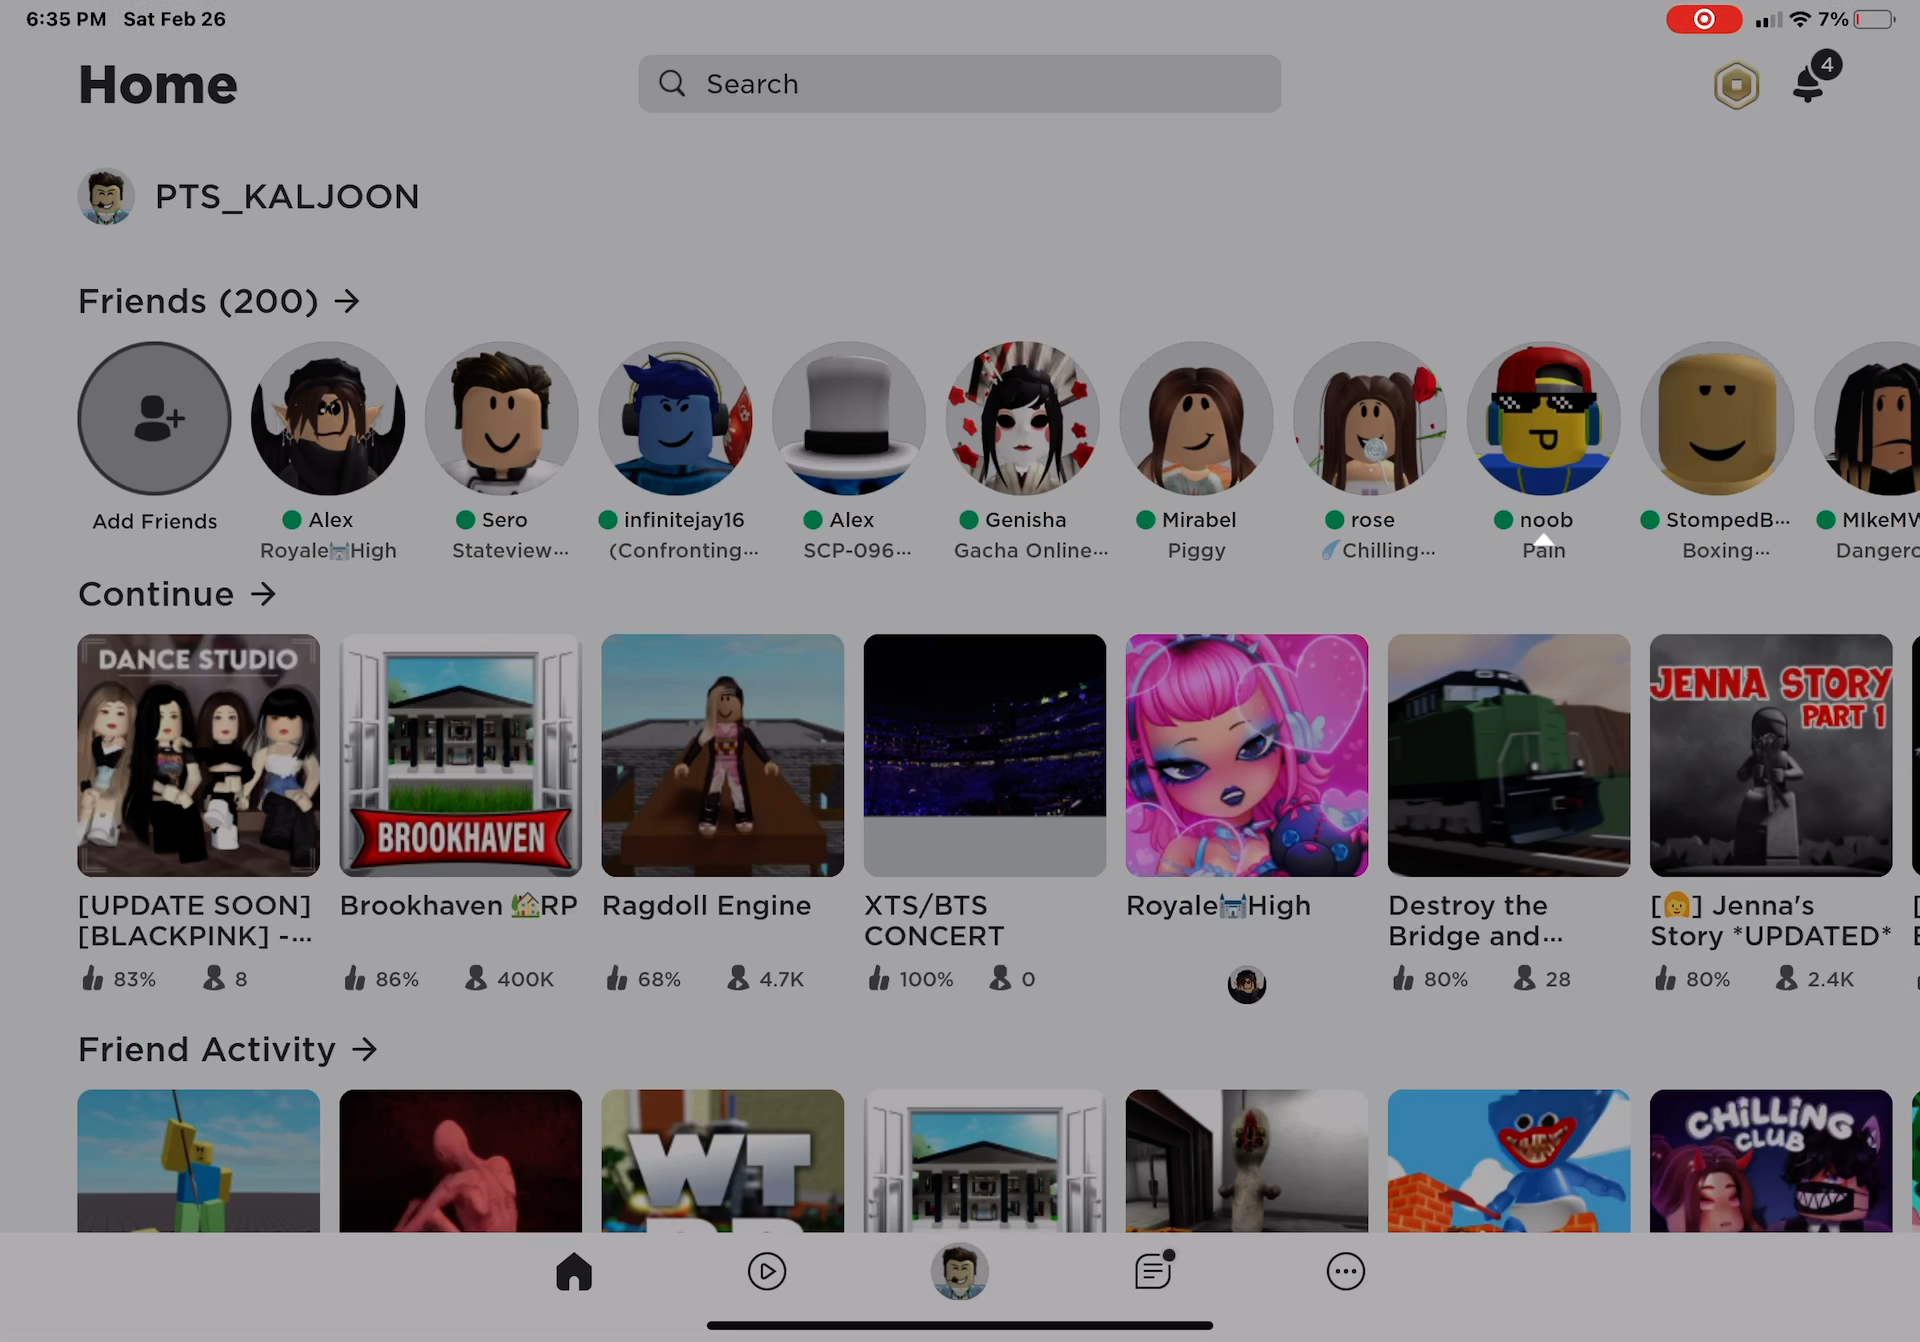 6:35 PM Sat Feb 26
7%
Home
Search
4
PTS_KALJOON
Friends (200)
Add Friends
Alex
Sero
infinitejay16
Alex
Genisha
Mirabel
rose
noob
StompedB...
MIkeMW
Royale🏰High
Stateview...
(Confronting...
SCP-096...
Gacha Online...
Piggy
☄️Chilling...
Pain
Boxing...
Dangero
Continue
DANCE STUDIO
BROOKHAVEN
JENNA STORY
PART 1
[UPDATE SOON]
[BLACKPINK] -...
Brookhaven 🏡RP
Ragdoll Engine
XTS/BTS
CONCERT
Royale🏰High
Destroy the
Bridge and...
[👩] Jenna's
Story *UPDATED*
83% 8
86% 400K
68% 4.7K
100% 0
80% 28
80% 2.4K
Friend Activity
WT
CHiLLiNG
CLUB